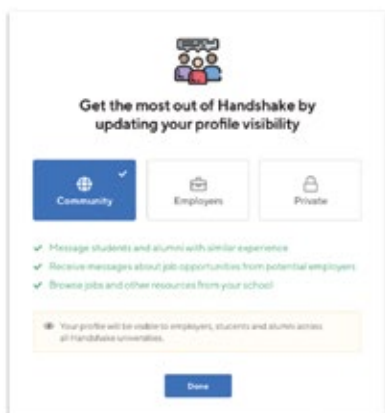 Get the most out of Handshake by
updating your profile visibility
Community
Employers
Private
Message students and alumni with similar experience
Receive messages about job opportunities from potential employers
Browse jobs and other resources from your school
Your profile will be visible to employers, students and alumni across
all Handshake universities.
Done